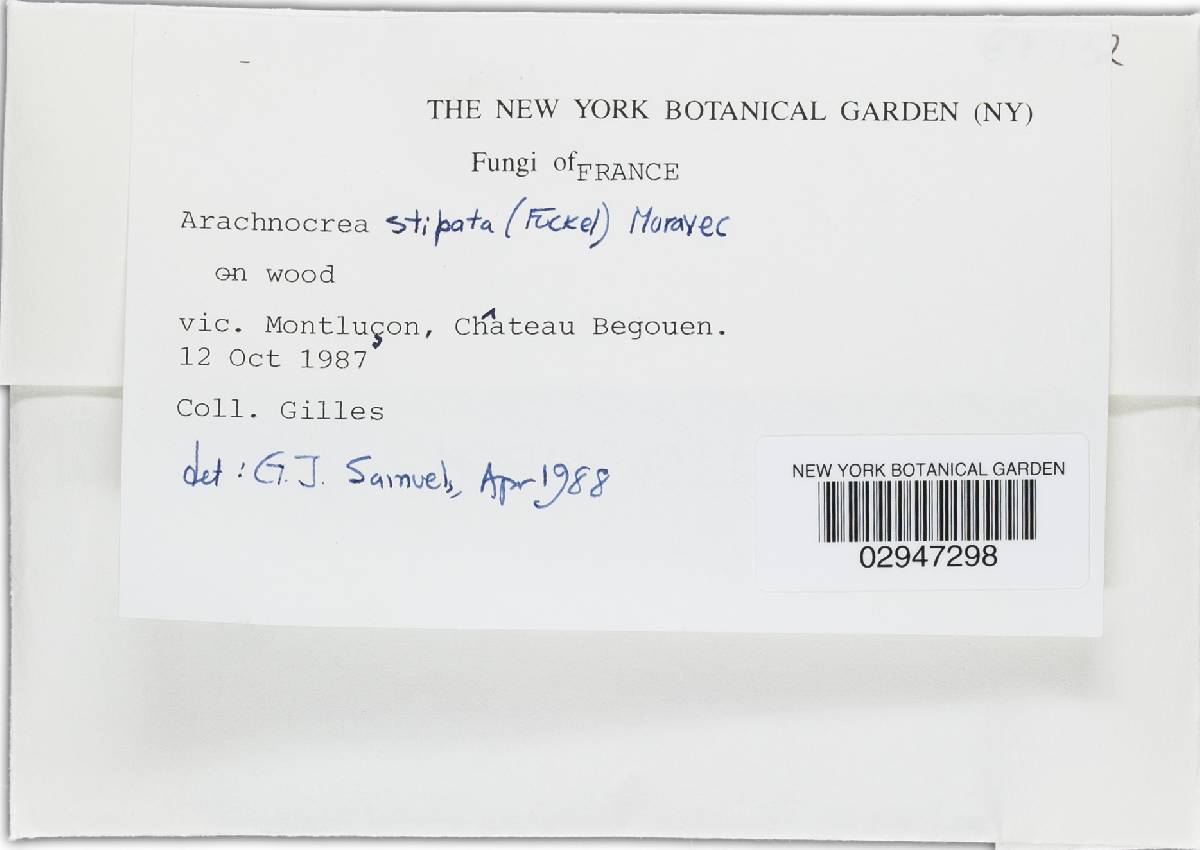 THE NEW YORK BOTANICAL GARDEN (NY)
Fungi of FRANCE
Arachnocrea stipata (Fuckel) Moravec
on wood
vic. Montluçon, Château Begouen.
12 Oct 1987
Coll. Gilles
det: G.J. Samuels, Apr 1988
NEW YORK BOTANICAL GARDEN
02947298